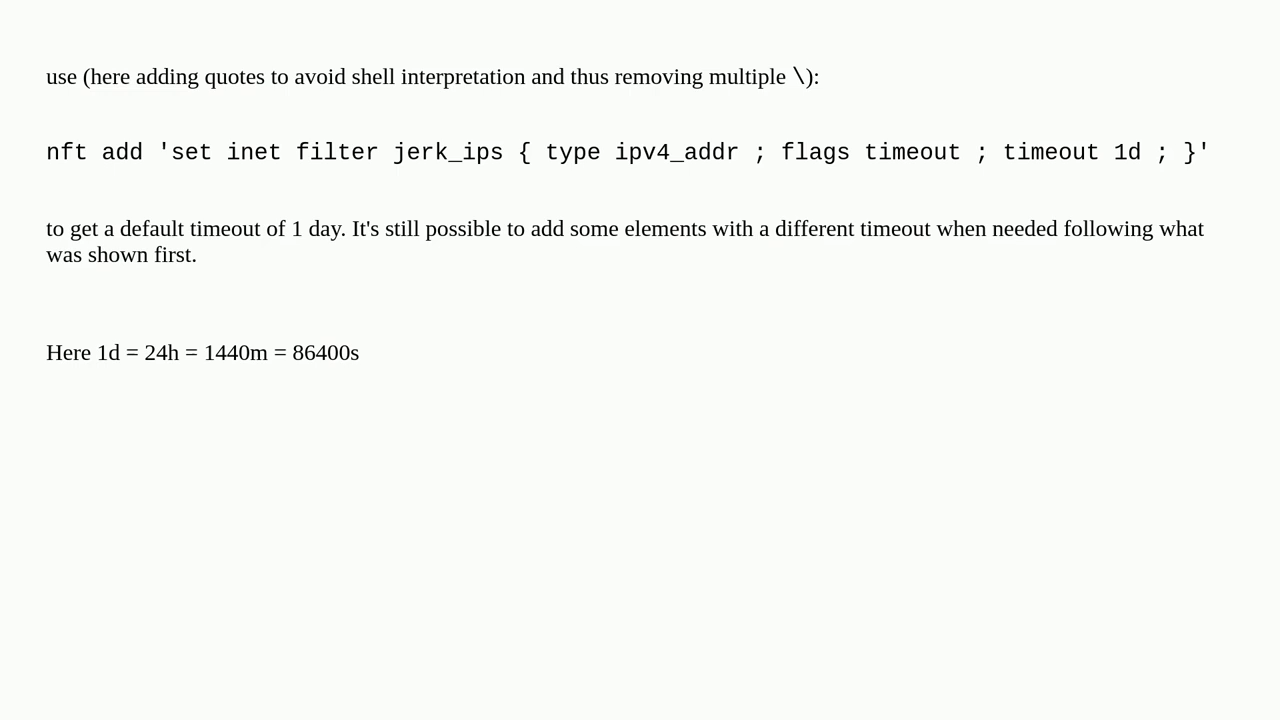 use (here adding quotes to avoid shell interpretation and thus removing multiple \):
nft add 'set inet filter jerk_ips { type ipv4_addr ; flags timeout ; timeout 1d ; }'
to get a default timeout of 1 day. It's still possible to add some elements with a different timeout when needed following what
was shown first.
Here 1d = 24h = 1440m = 86400s